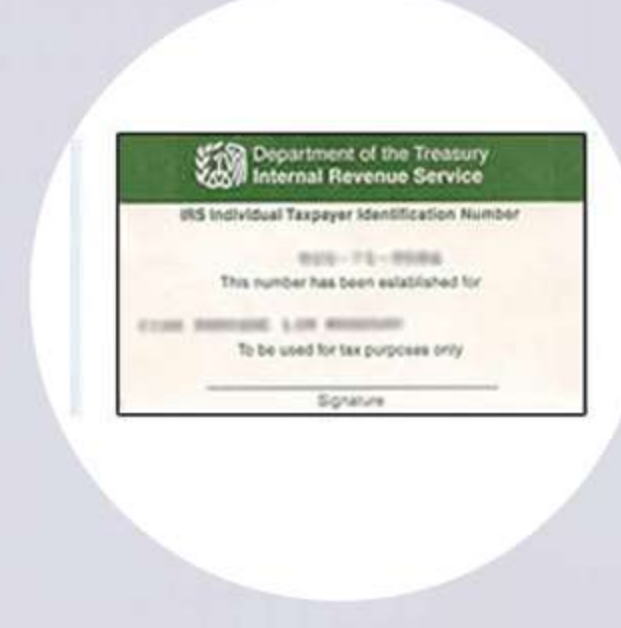 Department of the Treasury
Internal Revenue Service
IRS Individual Taxpayer Identification Number
This number has been established for
To be used for tax purposes only
Signature